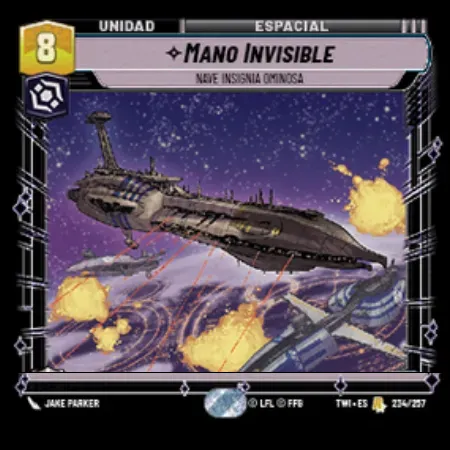 UNIDAD ESPACIAL
8
MANO INVISIBLE
NAVE INSIGNIA OMINOSA
JAKE PARKER © LFL © FFG TWI • ES 234/257